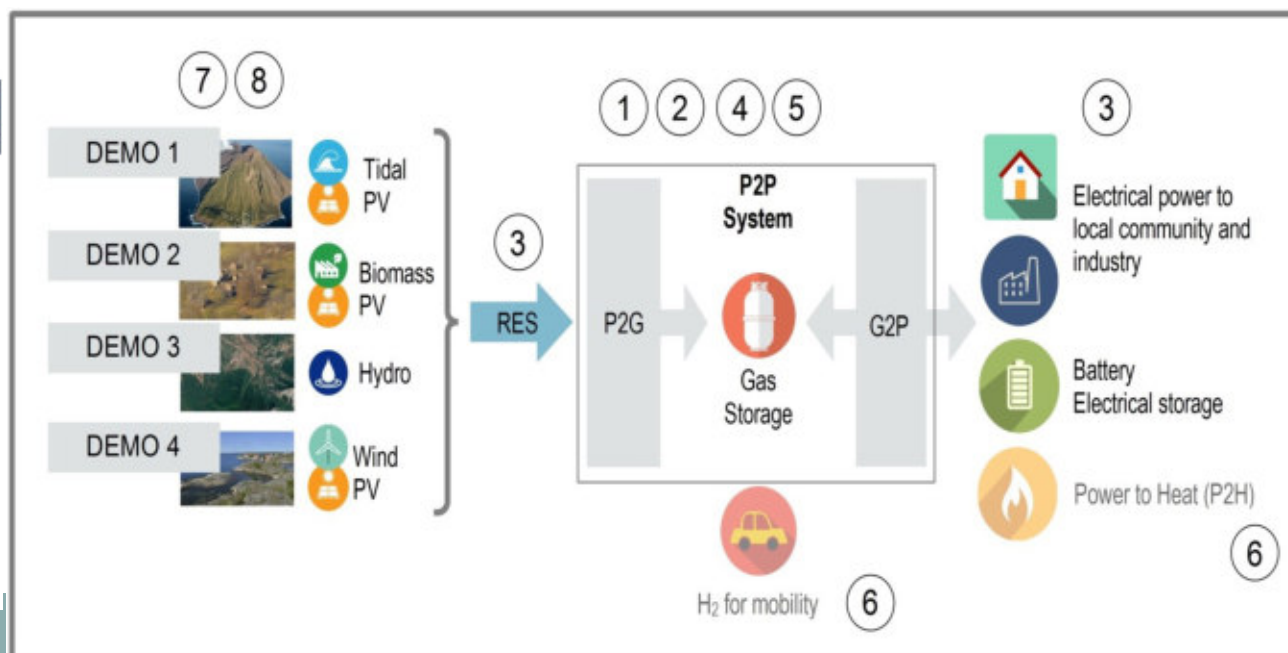 7 8
DEMO 1
Tidal
PV
DEMO 2
Biomass
PV
DEMO 3
Hydro
DEMO 4
Wind
PV
3
RES
1 2 4 5
P2P
System
P2G
Gas
Storage
G2P
H₂ for mobility
6
3
Electrical power to
local community and
industry
Battery
Electrical storage
Power to Heat (P2H)
6